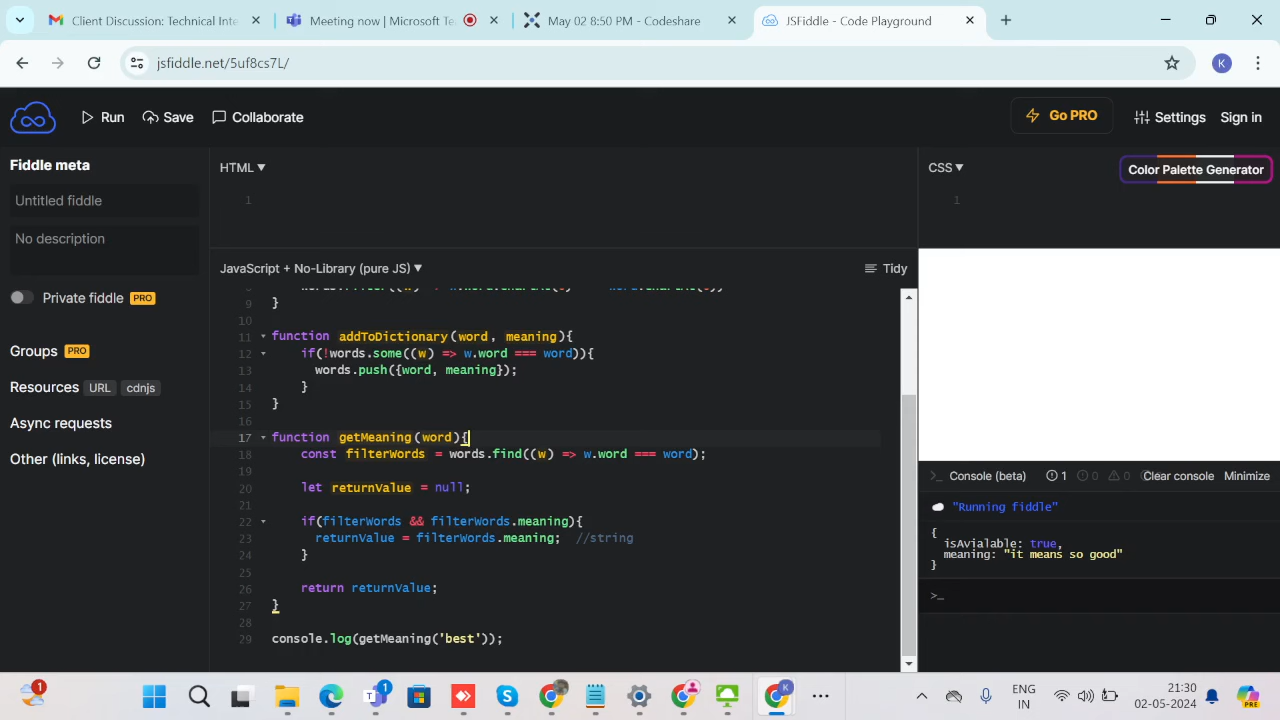 Client Discussion: Technical Inte
Meeting now | Microsoft Te
May 02 8:50 PM - Codeshare
JSFiddle - Code Playground
jsfiddle.net/5uf8cs7L/
K
Run
Save
Collaborate
Go PRO
Settings
Sign in
Fiddle meta
Untitled fiddle
No description
Private fiddle PRO
Groups PRO
Resources URL cdnjs
Async requests
Other (links, license)
HTML
1
CSS
Color Palette Generator
1
JavaScript + No-Library (pure JS)
Tidy
9 }
10
11 function addToDictionary(word, meaning){
12 if(!words.some((w) => w.word === word)){
13 words.push({word, meaning});
14 }
15 }
16
17 function getMeaning(word){
18 const filterWords = words.find((w) => w.word === word);
19
20 let returnValue = null;
21
22 if(filterWords && filterWords.meaning){
23 returnValue = filterWords.meaning; //string
24 }
25
26 return returnValue;
27 }
28
29 console.log(getMeaning('best'));
>_ Console (beta) 1 0 0 Clear console Minimize
"Running fiddle"
{
isAvialable: true,
meaning: "it means so good"
}
>_
1
1
K
ENG
IN
21:30
02-05-2024
PRE